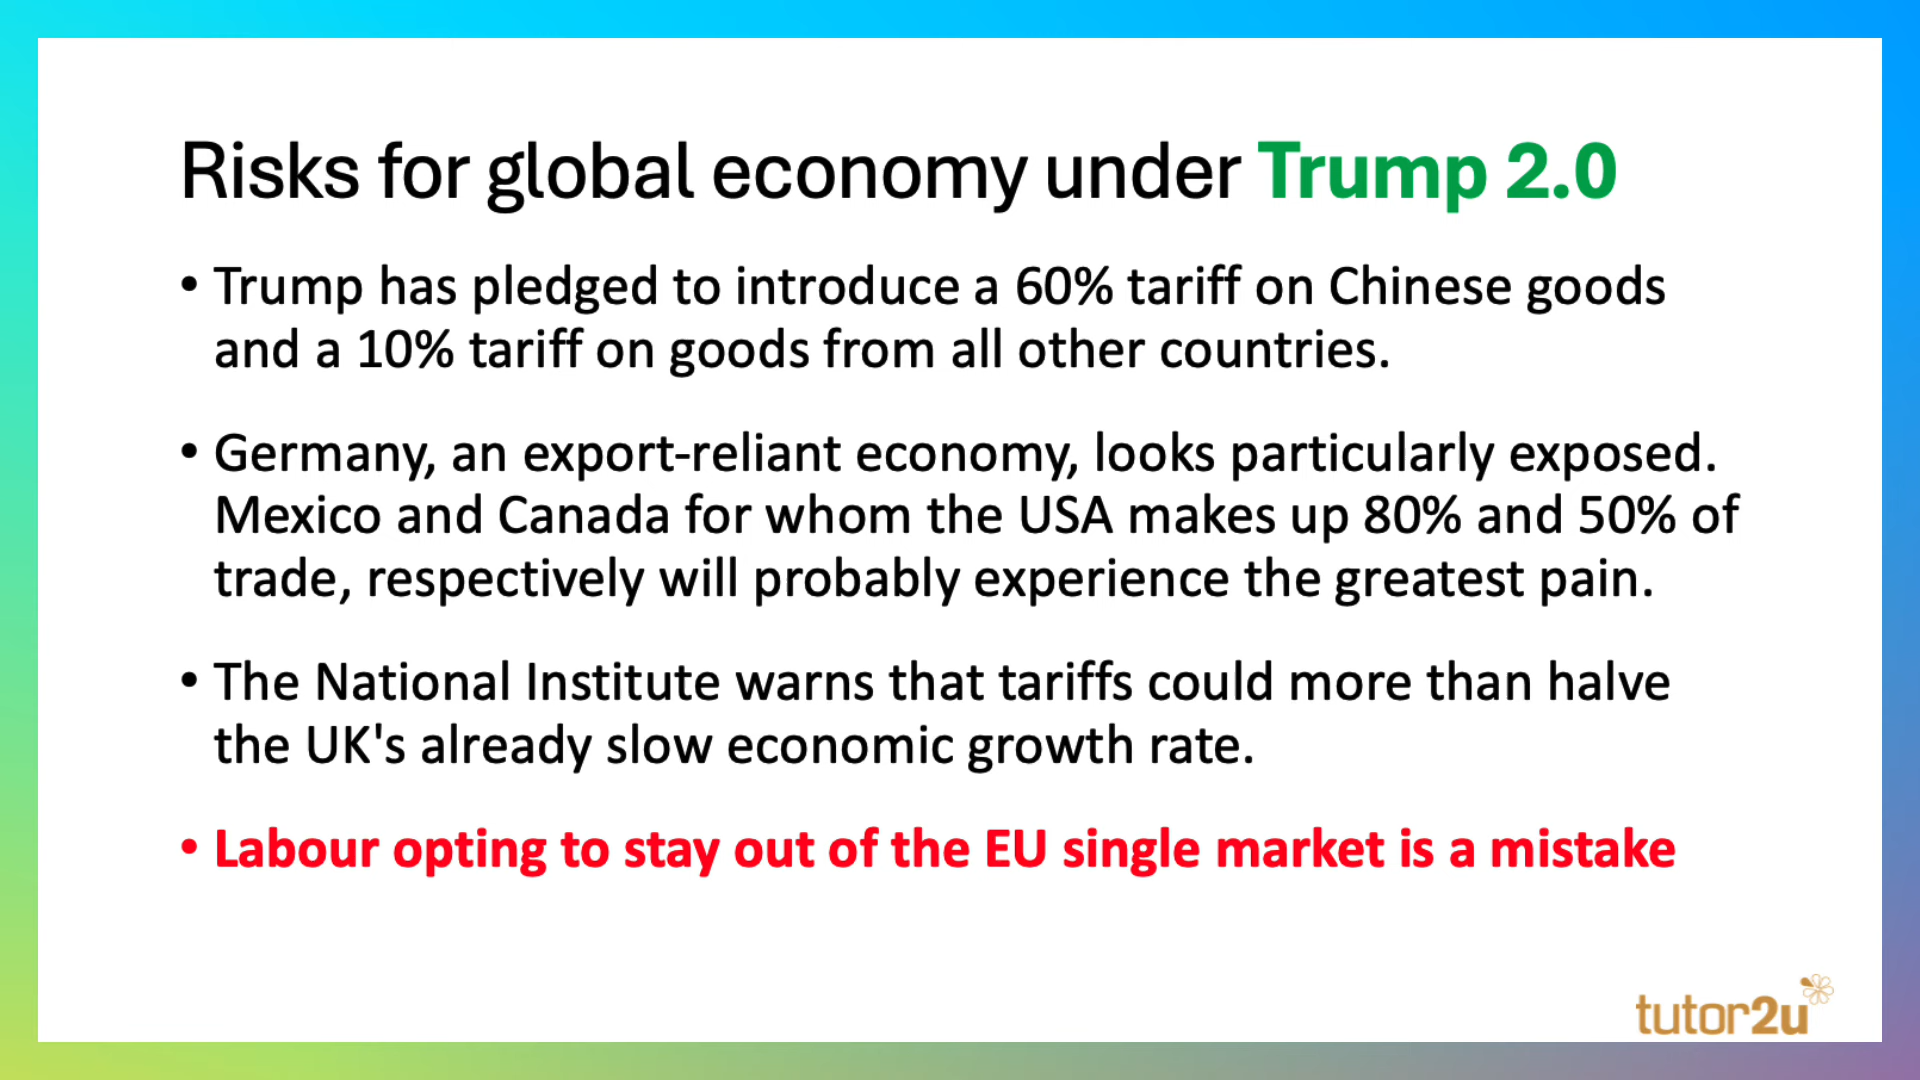 Risks for global economy under Trump 2.0
• Trump has pledged to introduce a 60% tariff on Chinese goods
and a 10% tariff on goods from all other countries.
• Germany, an export-reliant economy, looks particularly exposed.
Mexico and Canada for whom the USA makes up 80% and 50% of
trade, respectively will probably experience the greatest pain.
• The National Institute warns that tariffs could more than halve
the UK's already slow economic growth rate.
• Labour opting to stay out of the EU single market is a mistake
tutor2u